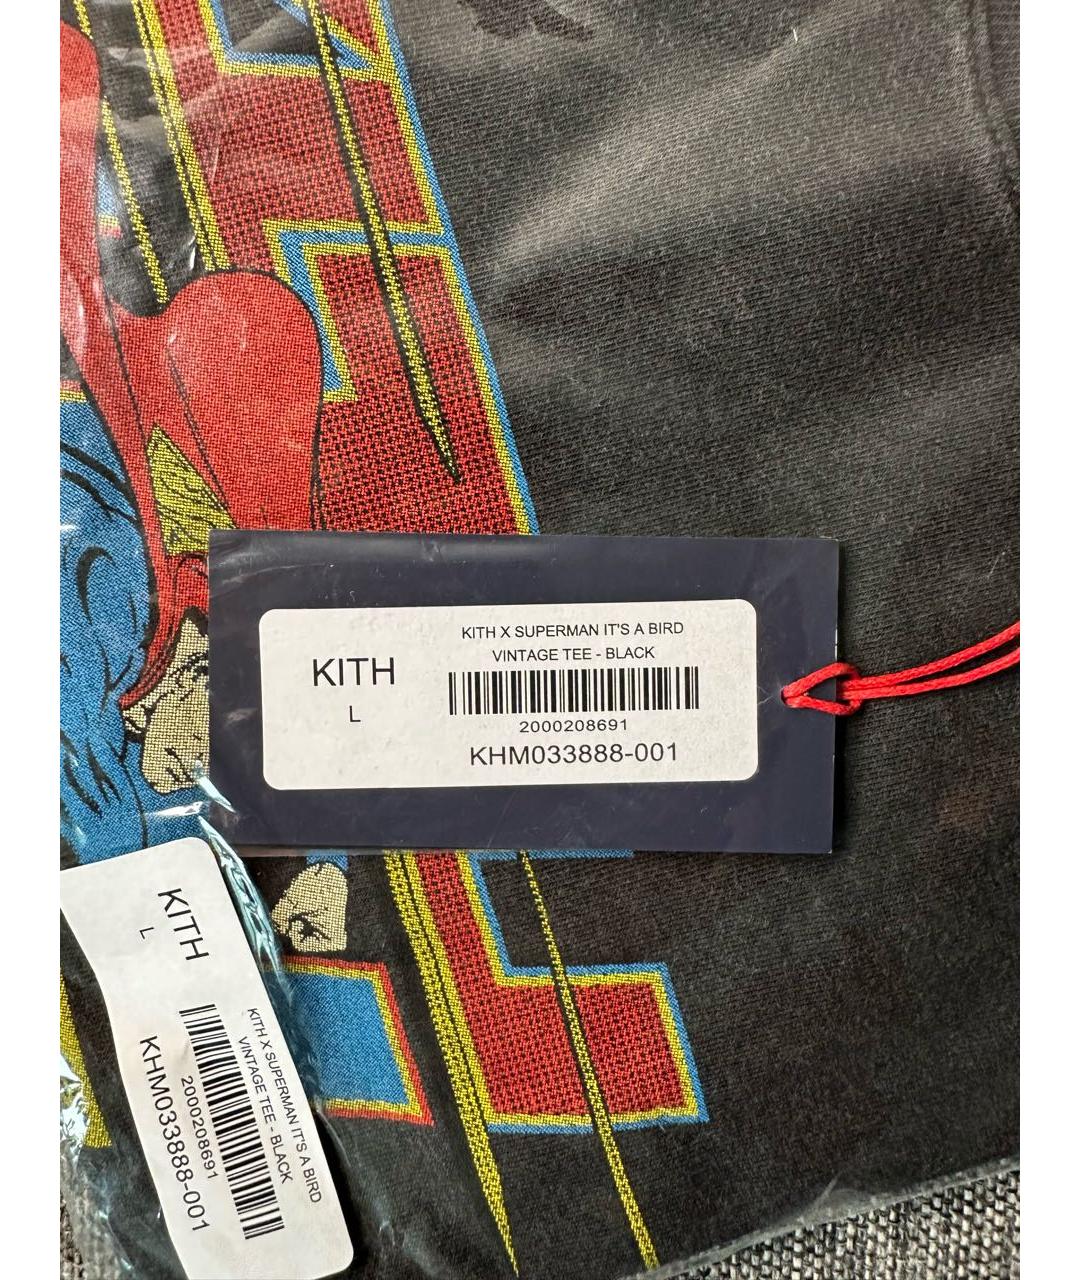 KITH
L
KITH X SUPERMAN IT'S A BIRD
VINTAGE TEE - BLACK
2000208691
KHM033888-001
KITH
L
KITH X SUPERMAN IT'S A BIRD
VINTAGE TEE - BLACK
2000208691
KHM033888-001